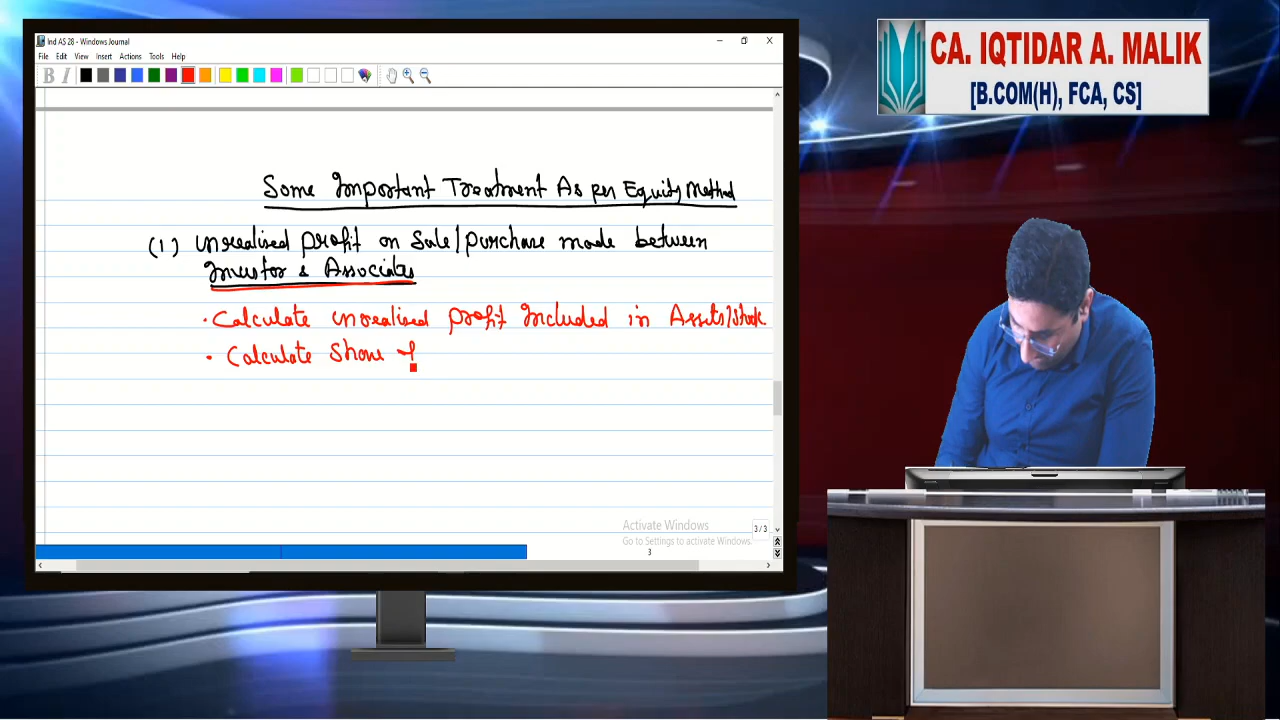 Ind AS 28 - Windows Journal
File Edit View Insert Actions Tools Help
B I
CA. IQTIDAR A. MALIK
[B.COM(H), FCA, CS]
Some Important Treatment As per Equity Method
(1) Unrealised profit on Sale/purchase made between
Investor & Associates
• Calculate unrealised profit Included in Assets/stock
• Calculate Share of
Activate Windows
Go to Settings to activate Windows.
3/3
3